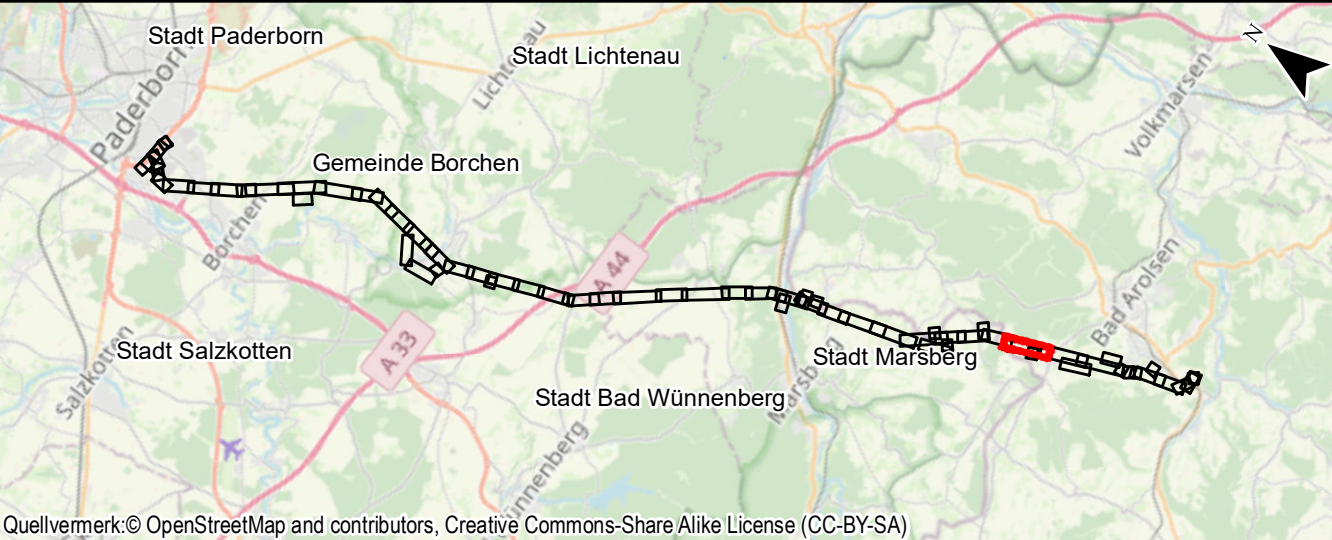 Stadt Paderborn
Stadt Lichtenau
Lichtenau
N
Paderborn
Volkmarsen
Gemeinde Borchen
Borchen
A 44
Bad Arolsen
Stadt Salzkotten
Salzkotten
A 33
Stadt Marsberg
Marsberg
Stadt Bad Wünnenberg
ünnenberg
Quellvermerk:© OpenStreetMap and contributors, Creative Commons-Share Alike License (CC-BY-SA)